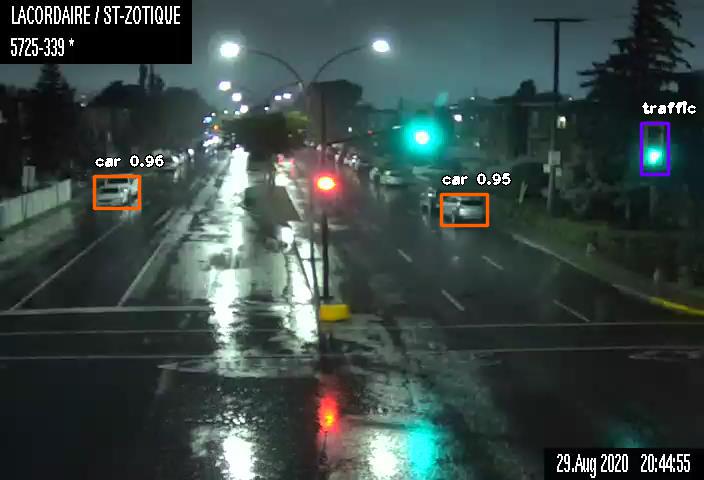 LACORDAIRE / ST-ZOTIQUE
5725-339 *
traffic
car 0.96
car 0.95
29.Aug 2020 20:44:55